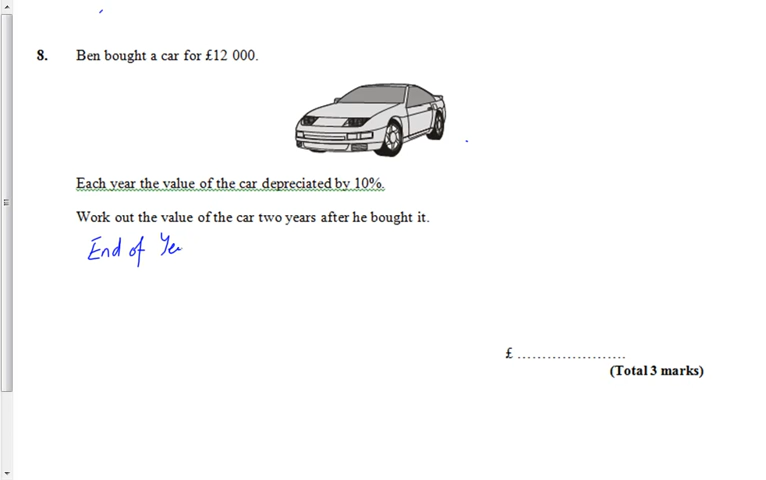 8. Ben bought a car for £12 000.
Each year the value of the car depreciated by 10%.
Work out the value of the car two years after he bought it.
End of Ye
£ ......................
(Total 3 marks)